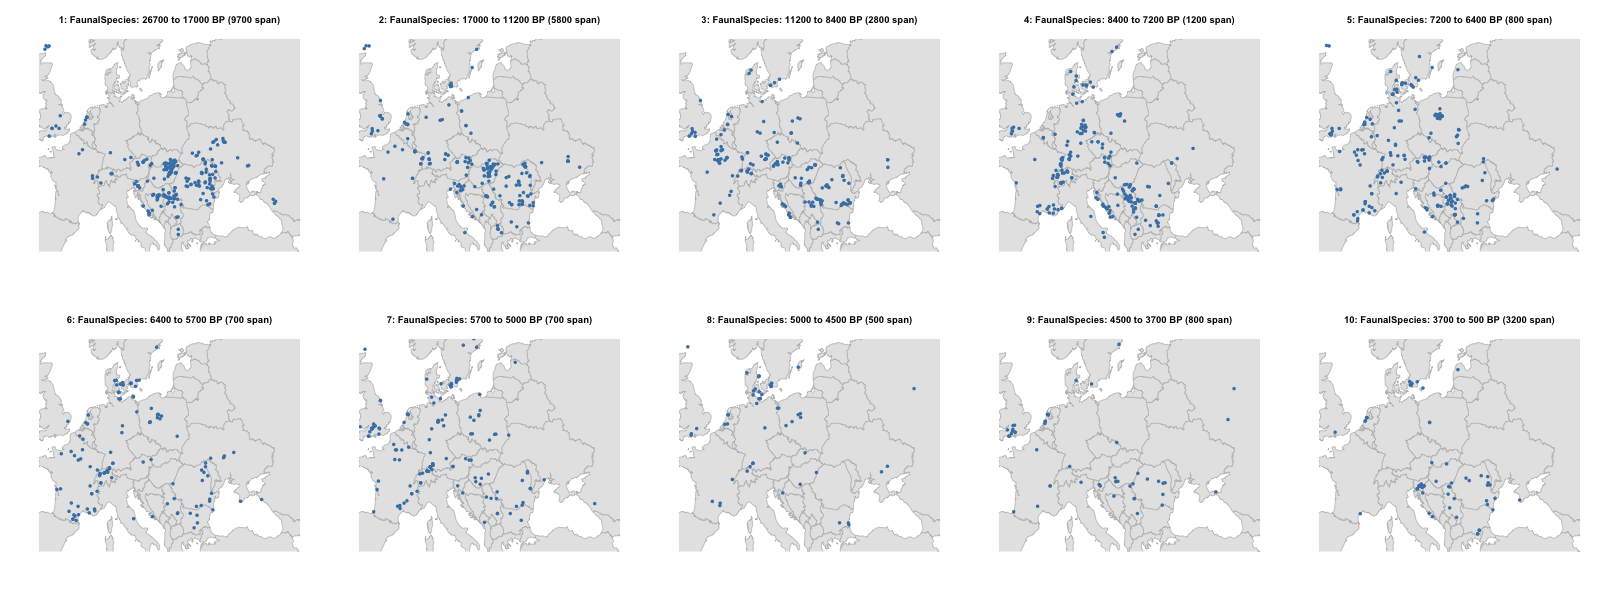 1: FaunalSpecies: 26700 to 17000 BP (9700 span)
2: FaunalSpecies: 17000 to 11200 BP (5800 span)
3: FaunalSpecies: 11200 to 8400 BP (2800 span)
4: FaunalSpecies: 8400 to 7200 BP (1200 span)
5: FaunalSpecies: 7200 to 6400 BP (800 span)
6: FaunalSpecies: 6400 to 5700 BP (700 span)
7: FaunalSpecies: 5700 to 5000 BP (700 span)
8: FaunalSpecies: 5000 to 4500 BP (500 span)
9: FaunalSpecies: 4500 to 3700 BP (800 span)
10: FaunalSpecies: 3700 to 500 BP (3200 span)